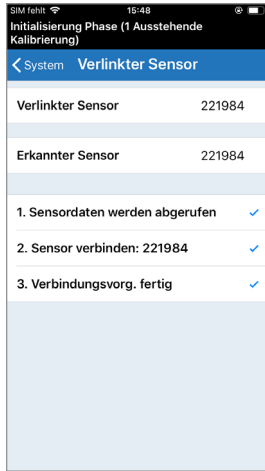 SIM fehlt 15:48
Initialisierung Phase (1 Ausstehende
Kalibrierung)
System Verlinkter Sensor
Verlinkter Sensor 221984
Erkannter Sensor 221984
1. Sensordaten werden abgerufen
2. Sensor verbinden: 221984
3. Verbindungsvorg. fertig